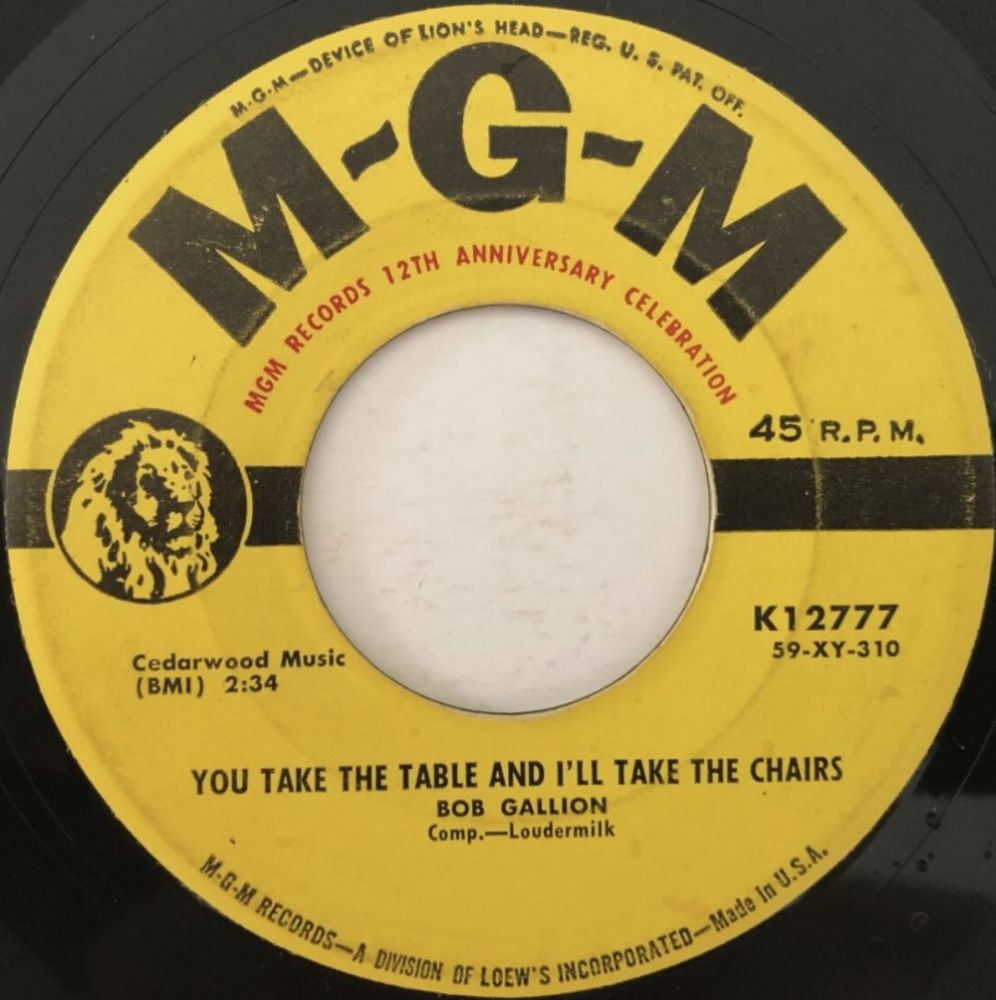 M-G-M—DEVICE OF LION'S HEAD—REG. U. S. PAT. OFF.
M-G-M
MGM RECORDS 12TH ANNIVERSARY CELEBRATION
45 R.P.M.
K12777
59-XY-310
Cedarwood Music
(BMI) 2:34
YOU TAKE THE TABLE AND I'LL TAKE THE CHAIRS
BOB GALLION
Comp.—Loudermilk
M-G-M RECORDS—A DIVISION OF LOEW'S INCORPORATED—Made In U.S.A.